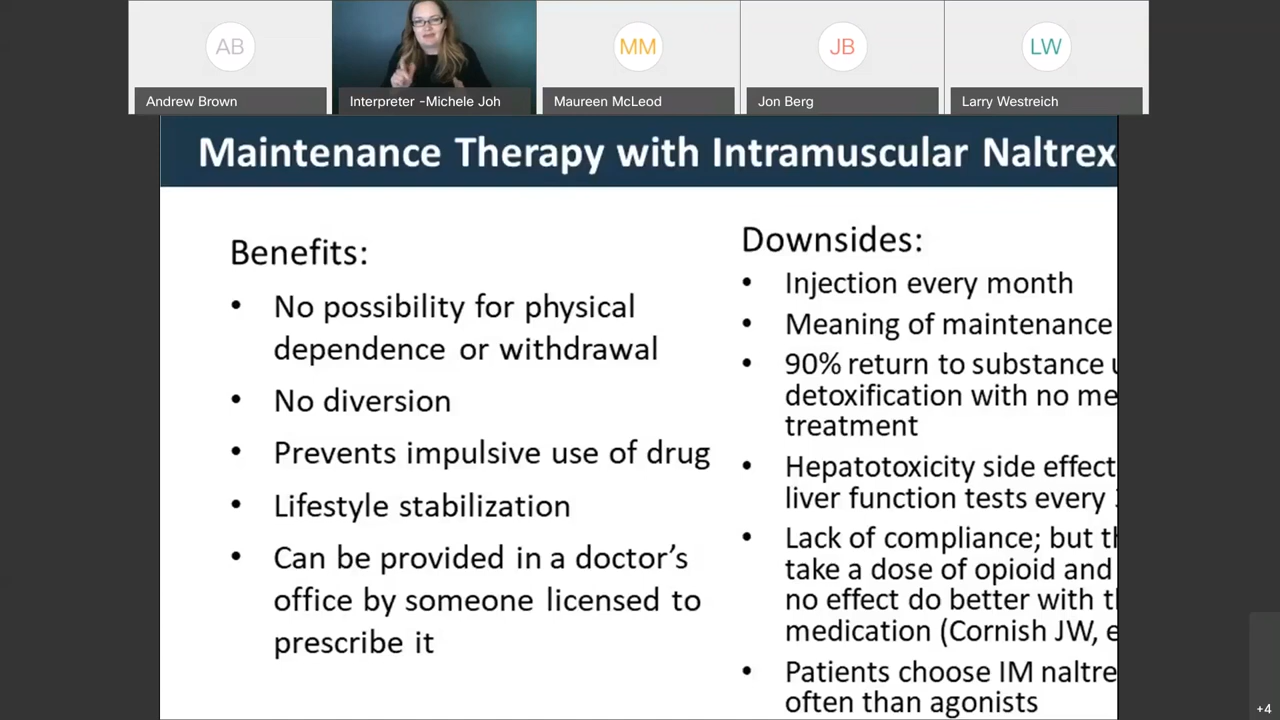 AB
MM
JB
LW
Andrew Brown
Interpreter -Michele Joh
Maureen McLeod
Jon Berg
Larry Westreich
Maintenance Therapy with Intramuscular Naltrex
Benefits:
• No possibility for physical
dependence or withdrawal
• No diversion
• Prevents impulsive use of drug
• Lifestyle stabilization
• Can be provided in a doctor’s
office by someone licensed to
prescribe it
Downsides:
• Injection every month
• Meaning of maintenance
• 90% return to substance
detoxification with no me
treatment
• Hepatotoxicity side effect
liver function tests every
• Lack of compliance; but th
take a dose of opioid and
no effect do better with th
medication (Cornish JW, e
• Patients choose IM naltre
often than agonists
+4